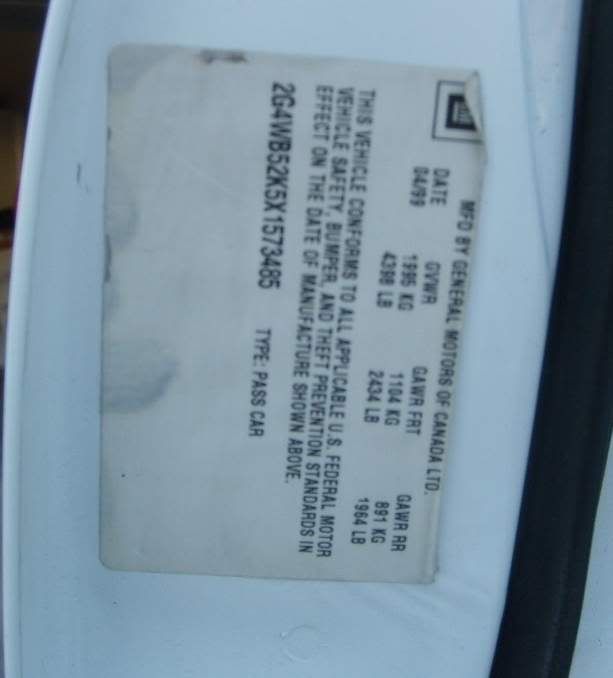 GM
MFD BY GENERAL MOTORS OF CANADA LTD.
DATE GVWR GAWR FRT GAWR RR
04/99 1995 KG 1104 KG 891 KG
4398 LB 2434 LB 1964 LB
THIS VEHICLE CONFORMS TO ALL APPLICABLE U.S. FEDERAL MOTOR
VEHICLE SAFETY, BUMPER, AND THEFT PREVENTION STANDARDS IN
EFFECT ON THE DATE OF MANUFACTURE SHOWN ABOVE.
2G4WB52K5X1573485 TYPE: PASS CAR